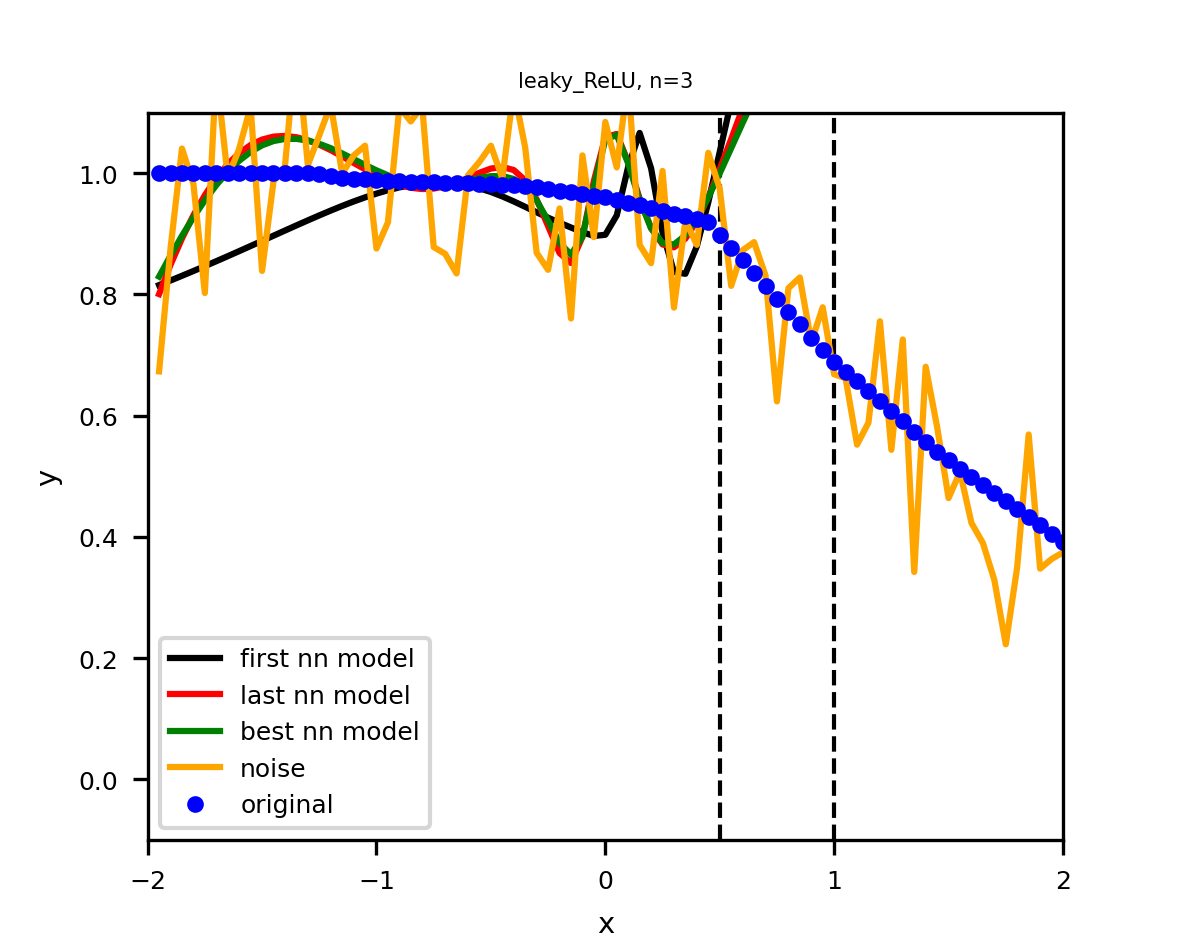 leaky_ReLU, n=3
y
1.0
0.8
0.6
0.4
0.2
0.0
first nn model
last nn model
best nn model
noise
original
−2 −1 0 1 2
x